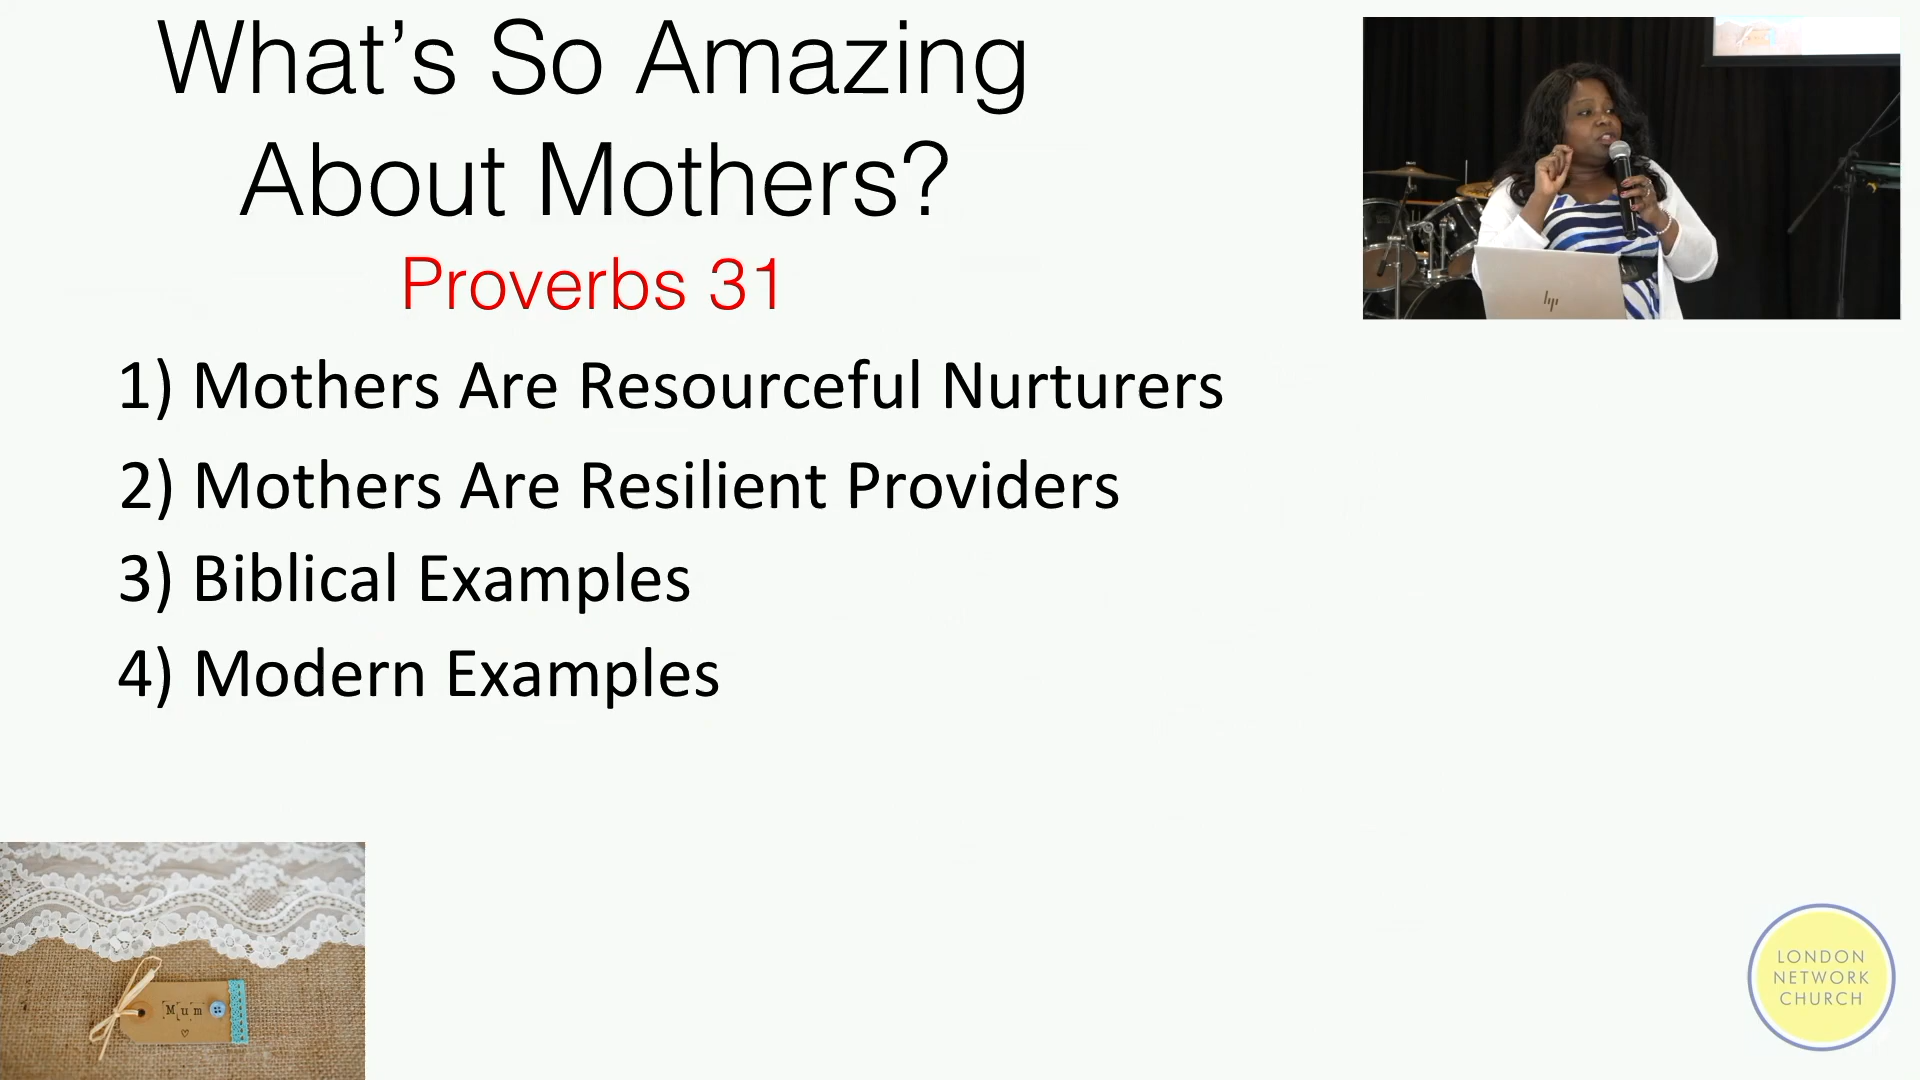 What’s So Amazing
About Mothers?
Proverbs 31
1) Mothers Are Resourceful Nurturers
2) Mothers Are Resilient Providers
3) Biblical Examples
4) Modern Examples
hp
Mum
LONDON
NETWORK
CHURCH